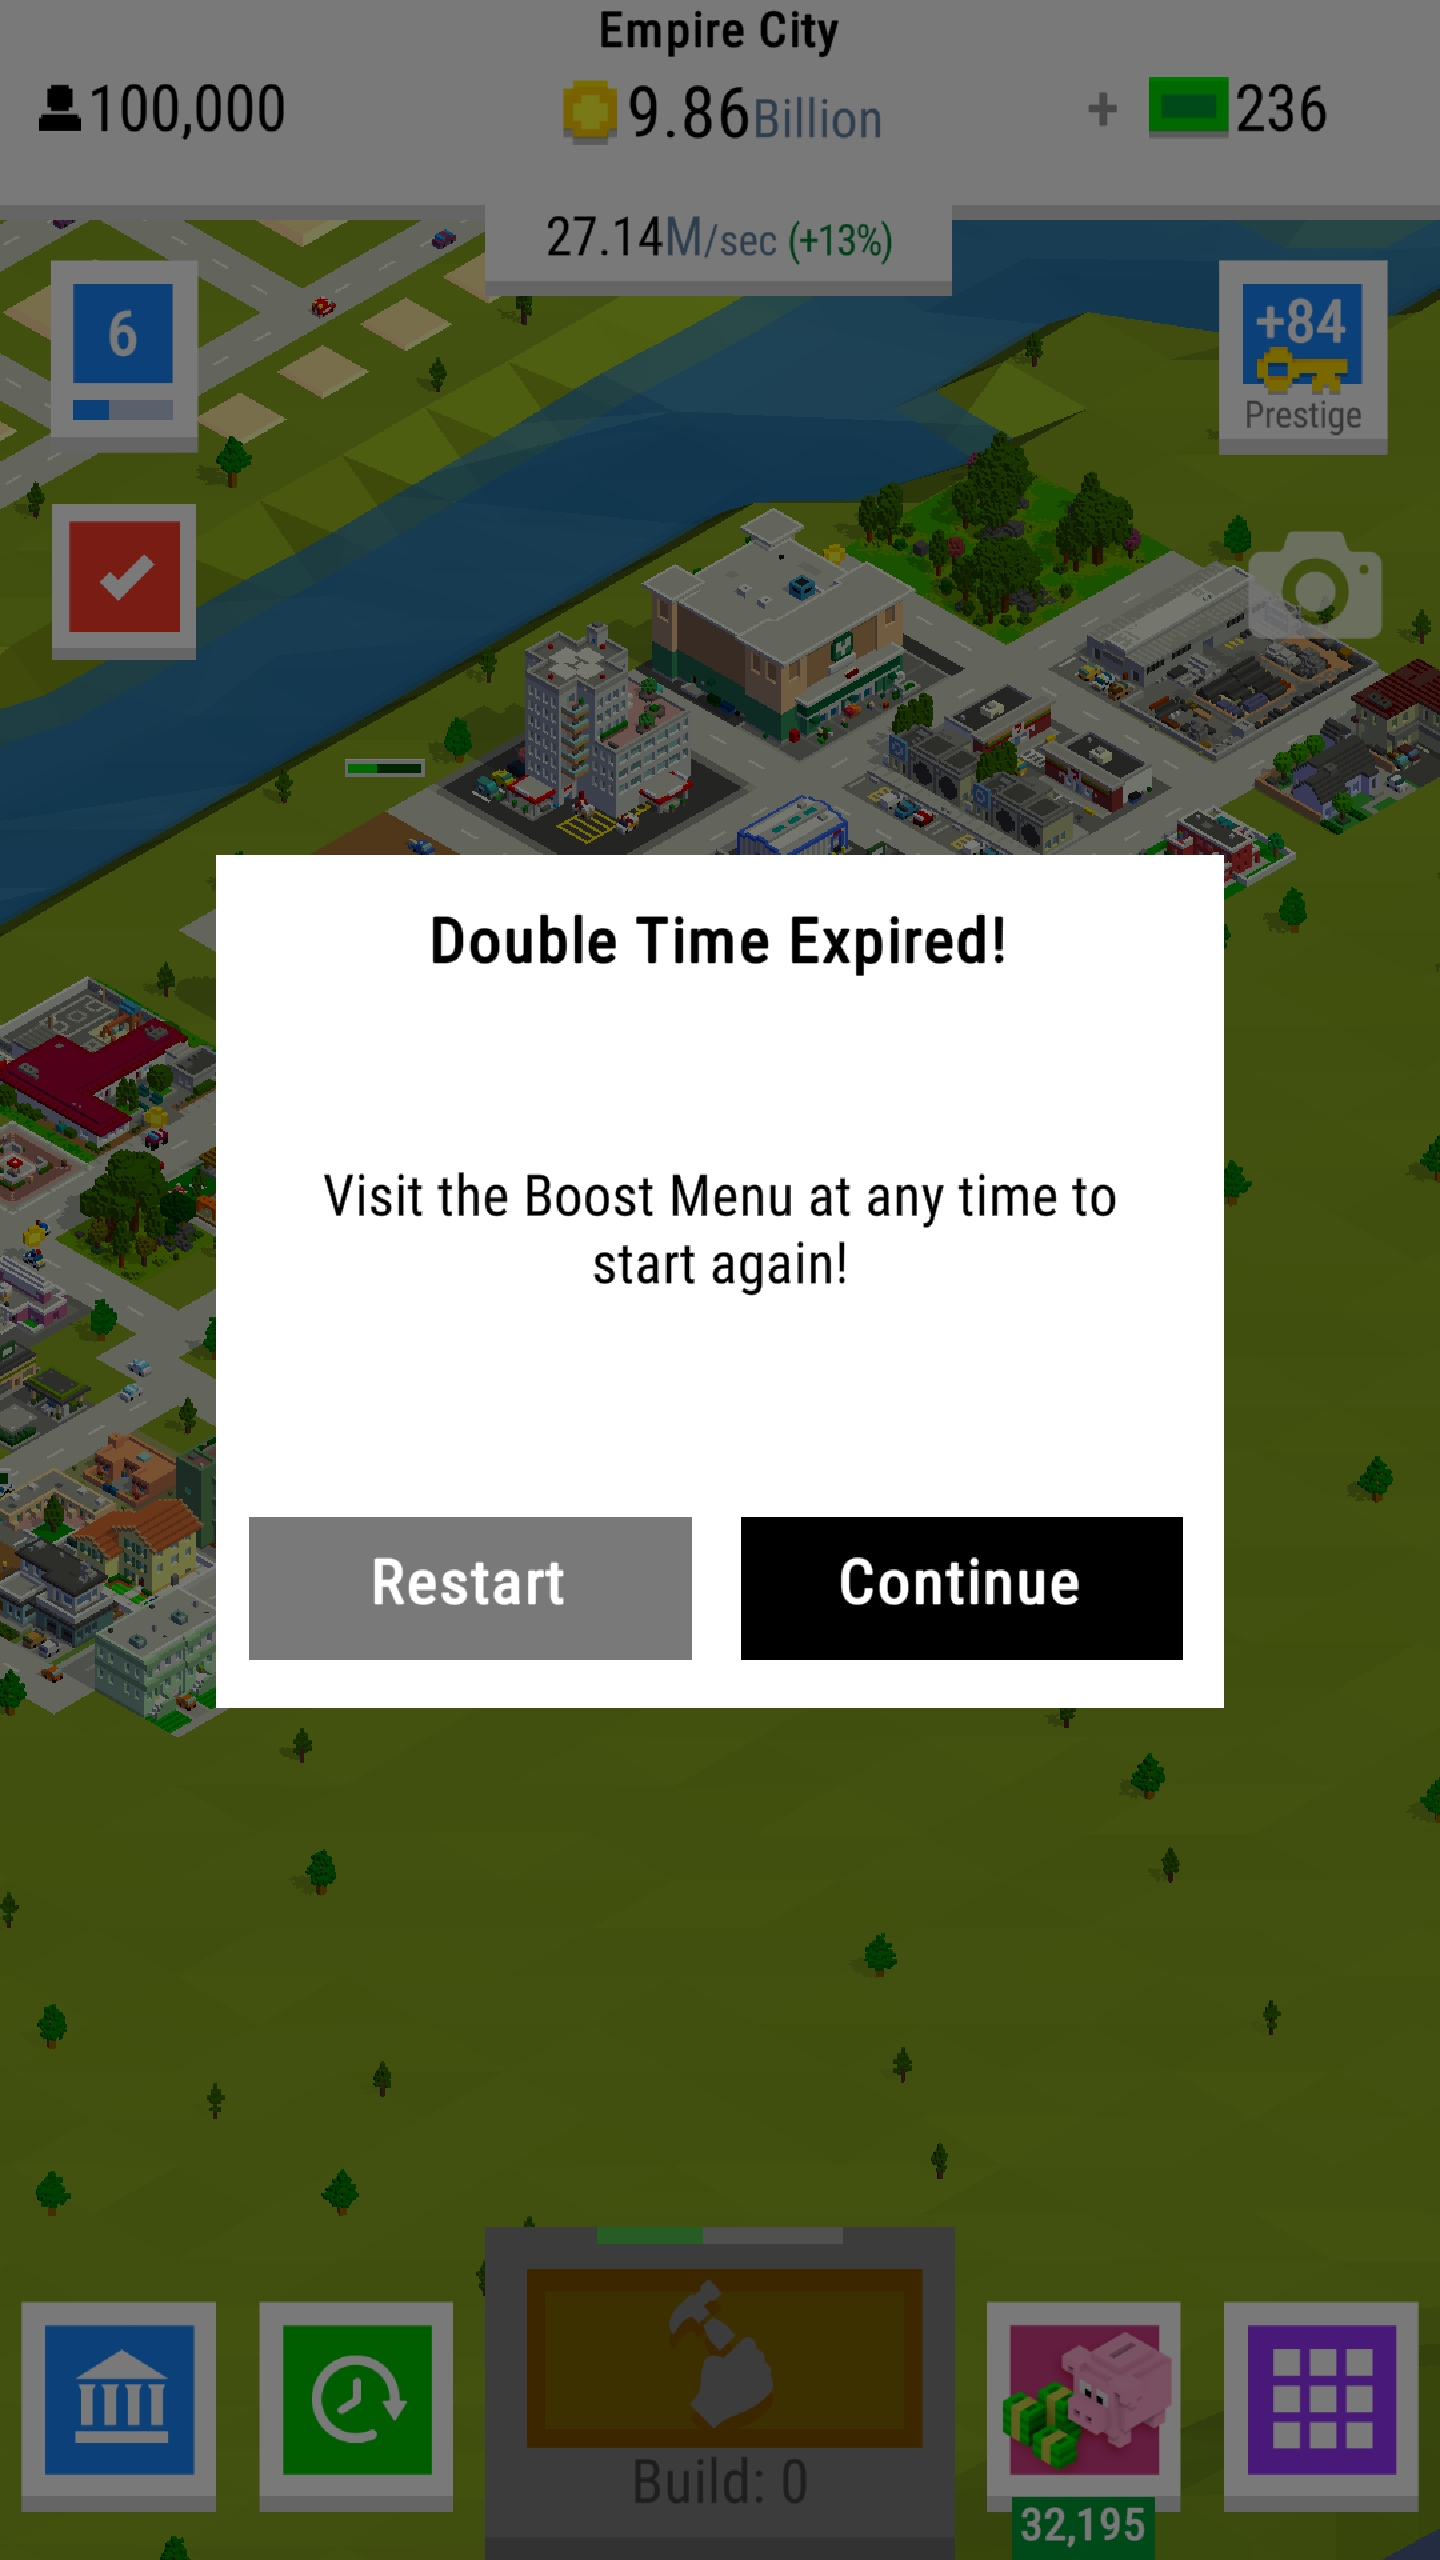 Empire City
100,000
9.86Billion
+ 236
27.14M/sec (+13%)
6
+84
Prestige
Double Time Expired!
Visit the Boost Menu at any time to
start again!
Restart
Continue
Build: 0
32,195